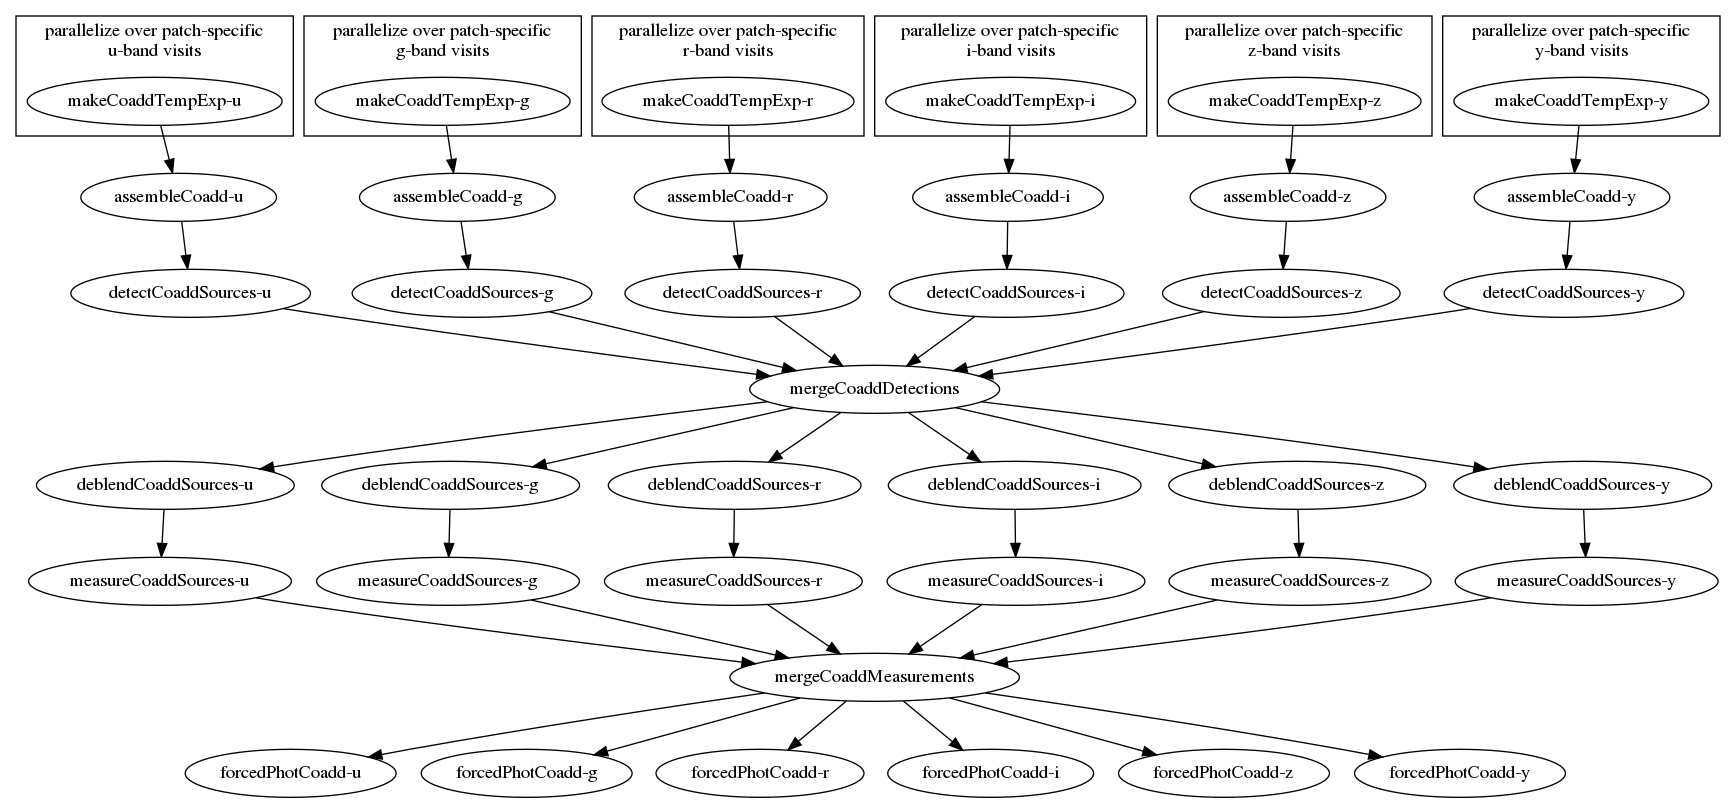 parallelize over patch-specific
u-band visits
parallelize over patch-specific
g-band visits
parallelize over patch-specific
r-band visits
parallelize over patch-specific
i-band visits
parallelize over patch-specific
z-band visits
parallelize over patch-specific
y-band visits
makeCoaddTempExp-u
makeCoaddTempExp-g
makeCoaddTempExp-r
makeCoaddTempExp-i
makeCoaddTempExp-z
makeCoaddTempExp-y
assembleCoadd-u
assembleCoadd-g
assembleCoadd-r
assembleCoadd-i
assembleCoadd-z
assembleCoadd-y
detectCoaddSources-u
detectCoaddSources-g
detectCoaddSources-r
detectCoaddSources-i
detectCoaddSources-z
detectCoaddSources-y
mergeCoaddDetections
deblendCoaddSources-u
deblendCoaddSources-g
deblendCoaddSources-r
deblendCoaddSources-i
deblendCoaddSources-z
deblendCoaddSources-y
measureCoaddSources-u
measureCoaddSources-g
measureCoaddSources-r
measureCoaddSources-i
measureCoaddSources-z
measureCoaddSources-y
mergeCoaddMeasurements
forcedPhotCoadd-u
forcedPhotCoadd-g
forcedPhotCoadd-r
forcedPhotCoadd-i
forcedPhotCoadd-z
forcedPhotCoadd-y